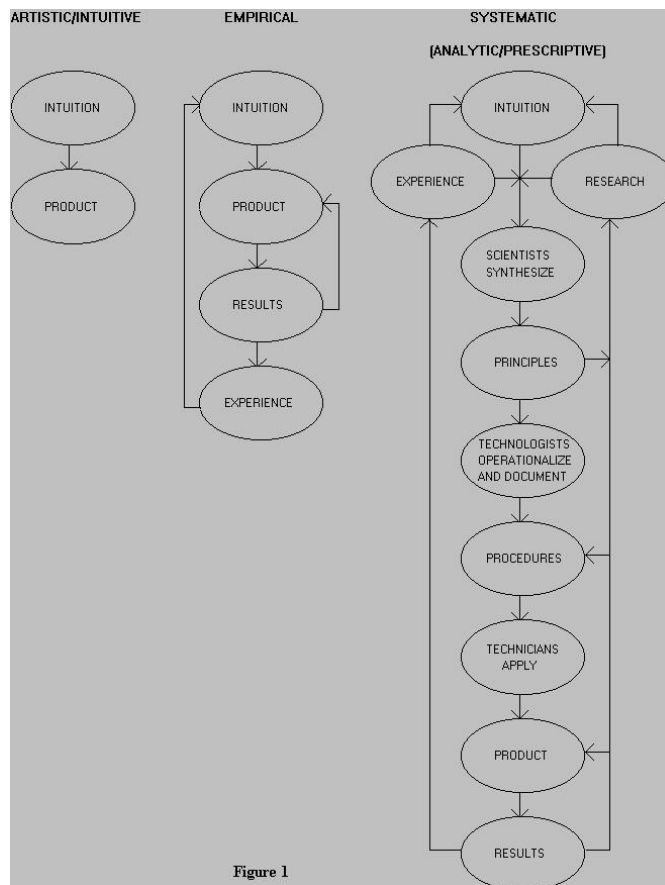 ARTISTIC/INTUITIVE
INTUITION
PRODUCT
EMPIRICAL
INTUITION
PRODUCT
RESULTS
EXPERIENCE
SYSTEMATIC
(ANALYTIC/PRESCRIPTIVE)
INTUITION
EXPERIENCE
RESEARCH
SCIENTISTS
SYNTHESIZE
PRINCIPLES
TECHNOLOGISTS
OPERATIONALIZE
AND DOCUMENT
PROCEDURES
TECHNICIANS
APPLY
PRODUCT
RESULTS
Figure 1